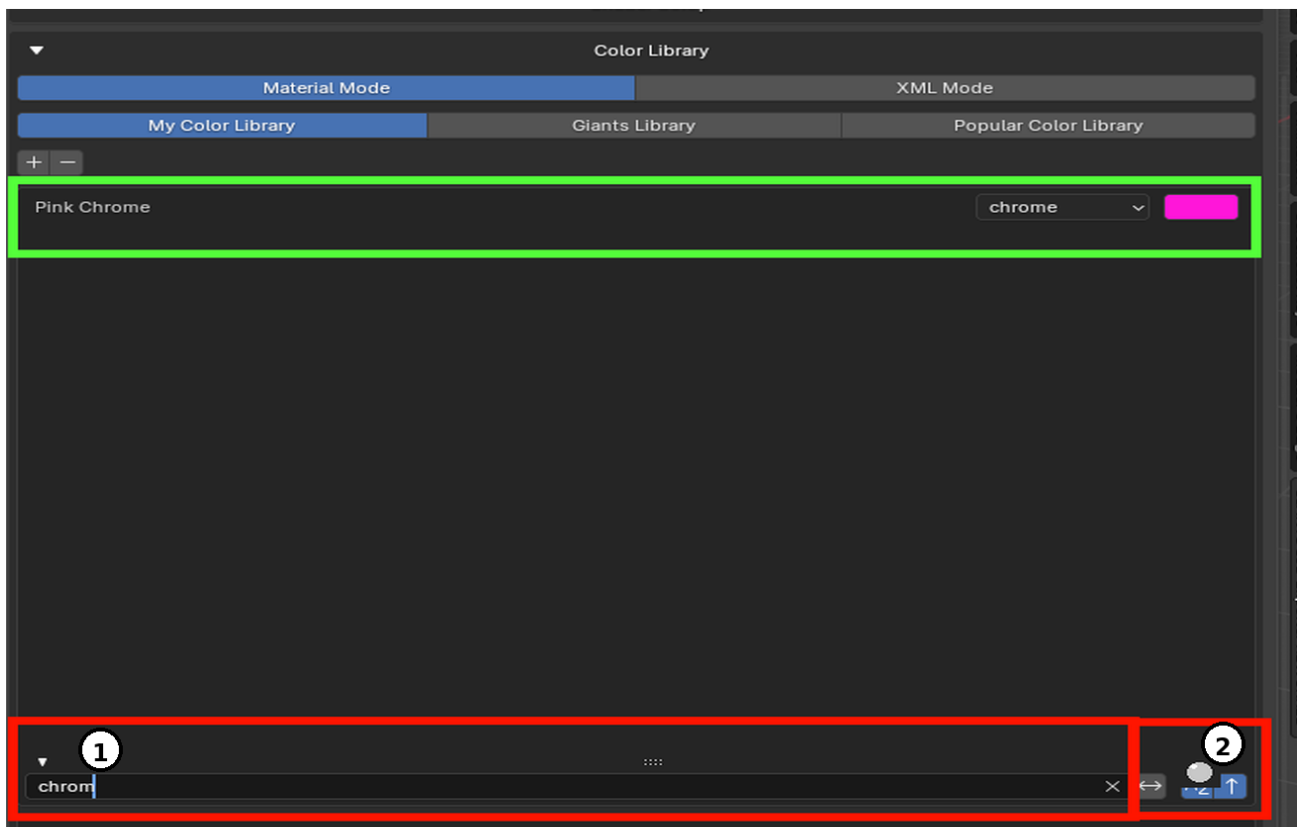 Color Library
Material Mode XML Mode
My Color Library Giants Library Popular Color Library
Pink Chrome chrome
1
2
chrom